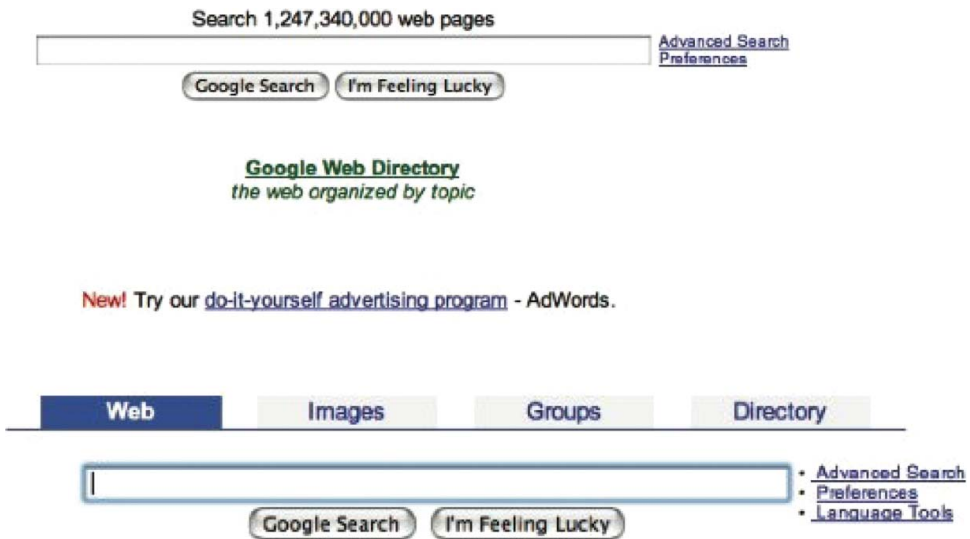 Search 1,247,340,000 web pages
Advanced Search
Preferences
Google Search I'm Feeling Lucky
Google Web Directory
the web organized by topic
New! Try our do-it-yourself advertising program - AdWords.
Web Images Groups Directory
• Advanced Search
• Preferences
• Language Tools
Google Search I'm Feeling Lucky